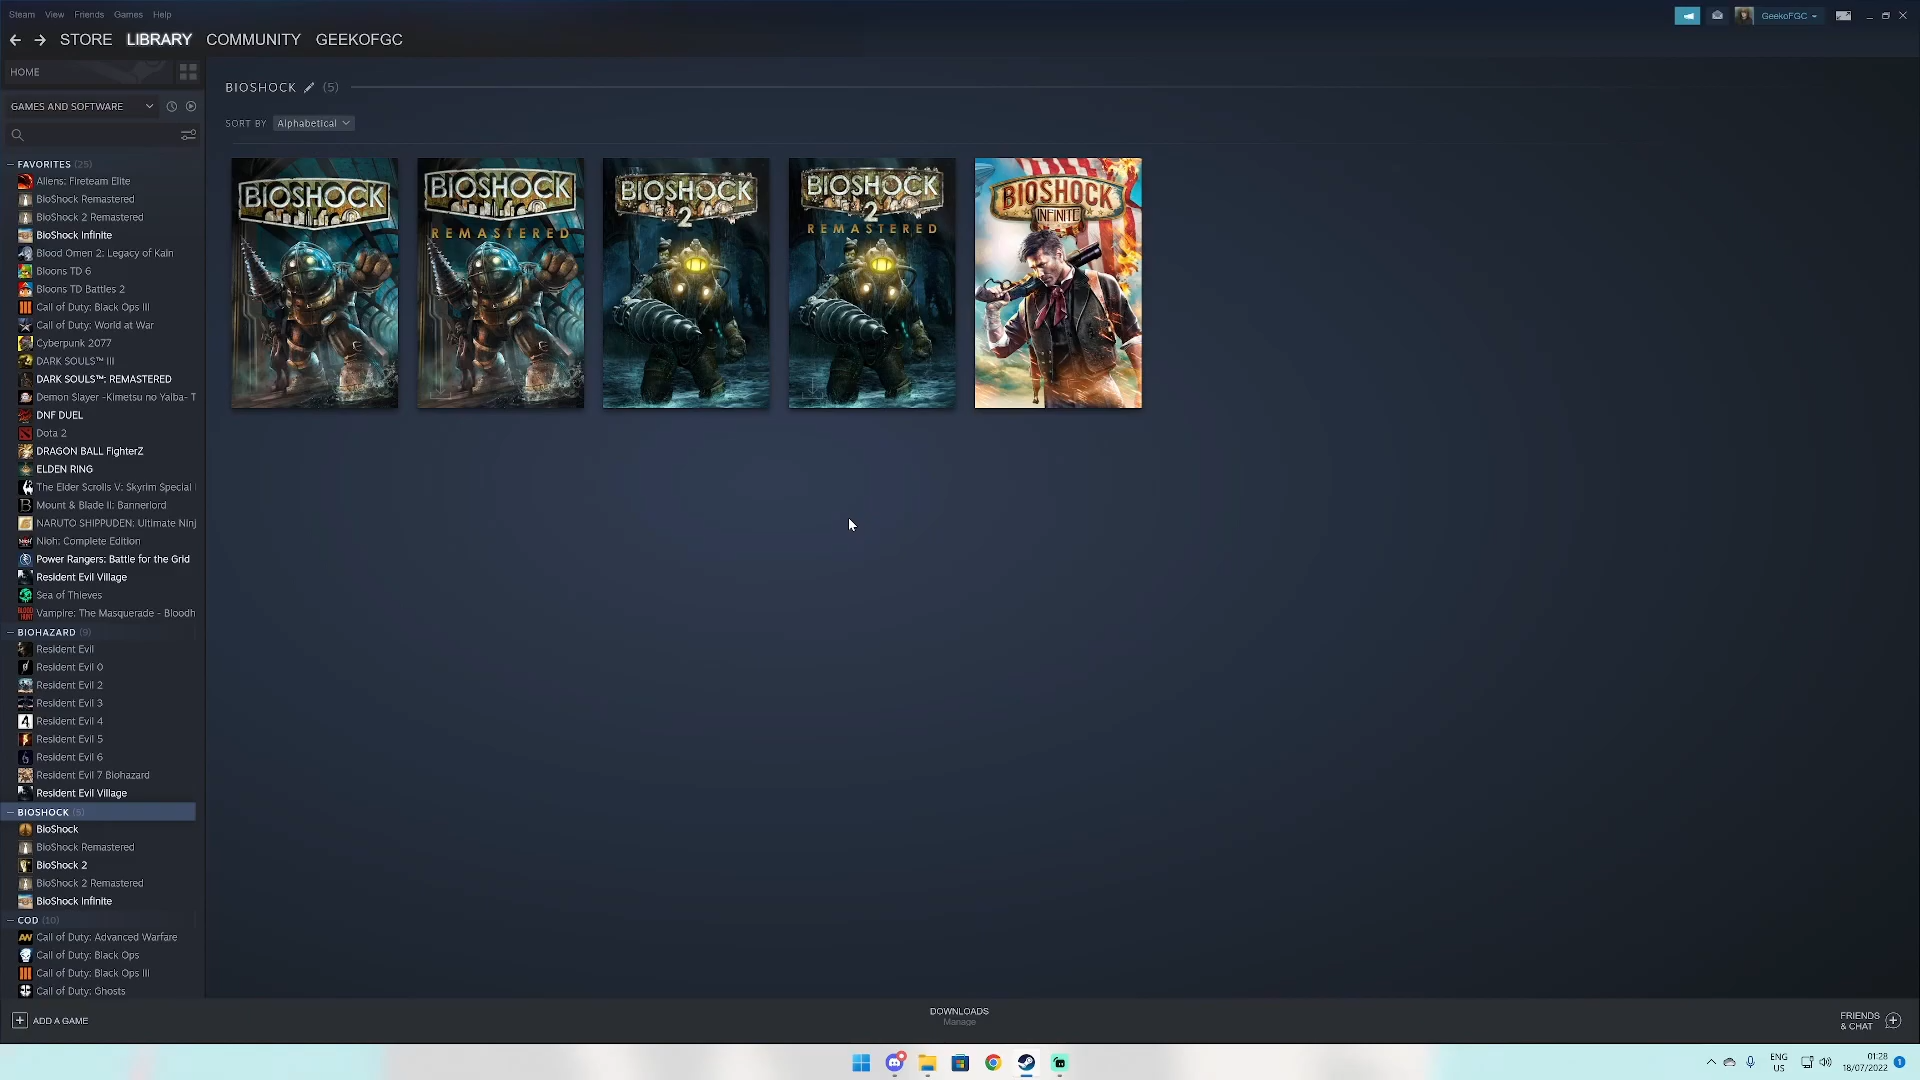 Steam View Friends Games Help
GeekoFGC
STORE LIBRARY COMMUNITY GEEKOFGC
HOME
GAMES AND SOFTWARE
FAVORITES (25)
Aliens: Fireteam Elite
BioShock Remastered
BioShock 2 Remastered
BioShock Infinite
Blood Omen 2: Legacy of Kain
Bloons TD 6
Bloons TD Battles 2
Call of Duty: Black Ops III
Call of Duty: World at War
Cyberpunk 2077
DARK SOULS™ III
DARK SOULS™: REMASTERED
Demon Slayer -Kimetsu no Yaiba- T
DNF DUEL
Dota 2
DRAGON BALL FighterZ
ELDEN RING
The Elder Scrolls V: Skyrim Special
Mount & Blade II: Bannerlord
NARUTO SHIPPUDEN: Ultimate Ninj
Nioh: Complete Edition
Power Rangers: Battle for the Grid
Resident Evil Village
Sea of Thieves
Vampire: The Masquerade - Bloodh
BIOHAZARD (9)
Resident Evil
Resident Evil 0
Resident Evil 2
Resident Evil 3
Resident Evil 4
Resident Evil 5
Resident Evil 6
Resident Evil 7 Biohazard
Resident Evil Village
BIOSHOCK (5)
BioShock
BioShock Remastered
BioShock 2
BioShock 2 Remastered
BioShock Infinite
COD (10)
Call of Duty: Advanced Warfare
Call of Duty: Black Ops
Call of Duty: Black Ops III
Call of Duty: Ghosts
ADD A GAME
BIOSHOCK (5)
SORT BY Alphabetical
BIOSHOCK
BIOSHOCK
REMASTERED
BIOSHOCK
2
BIOSHOCK
2
REMASTERED
BIOSHOCK
INFINITE
DOWNLOADS
Manage
FRIENDS
& CHAT
ENG
US
01:28
18/07/2022
1